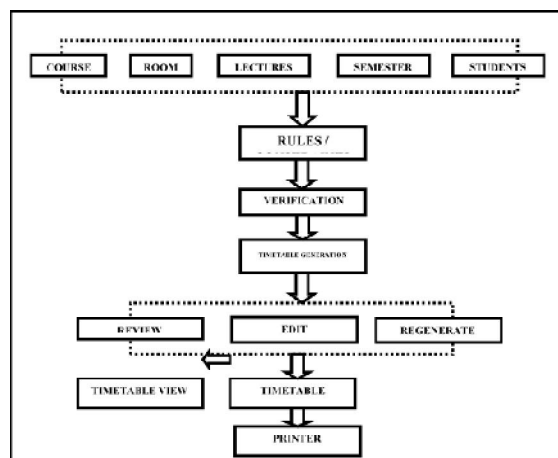 COURSE ROOM LECTURES SEMESTER STUDENTS
RULES /
VERIFICATION
TIMETABLE GENERATION
REVIEW EDIT REGENERATE
TIMETABLE VIEW TIMETABLE
PRINTER